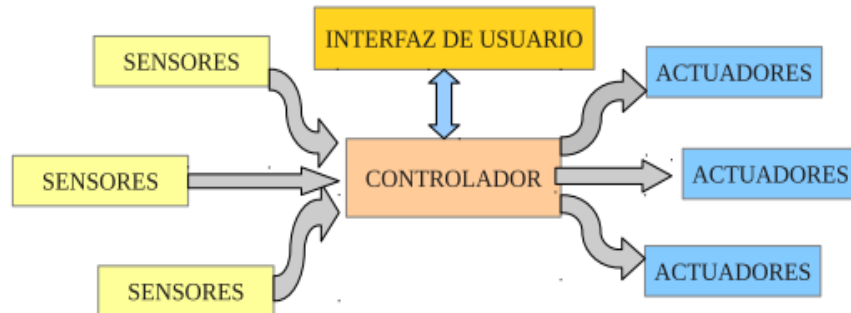 INTERFAZ DE USUARIO
SENSORES
ACTUADORES
SENSORES
CONTROLADOR
ACTUADORES
SENSORES
ACTUADORES